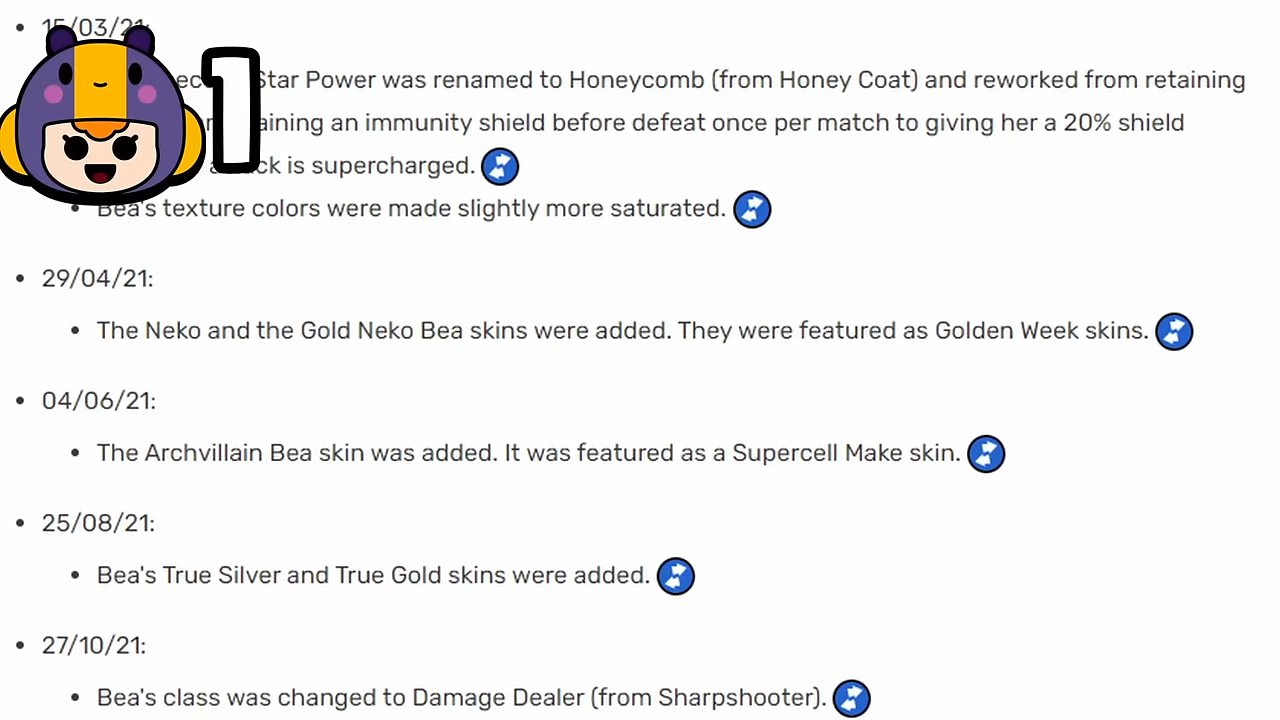 15/03/21:
1
Star Power was renamed to Honeycomb (from Honey Coat) and reworked from retaining
an immunity shield before defeat once per match to giving her a 20% shield
is supercharged.
Bea's texture colors were made slightly more saturated.
29/04/21:
The Neko and the Gold Neko Bea skins were added. They were featured as Golden Week skins.
04/06/21:
The Archvillain Bea skin was added. It was featured as a Supercell Make skin.
25/08/21:
Bea's True Silver and True Gold skins were added.
27/10/21:
Bea's class was changed to Damage Dealer (from Sharpshooter).